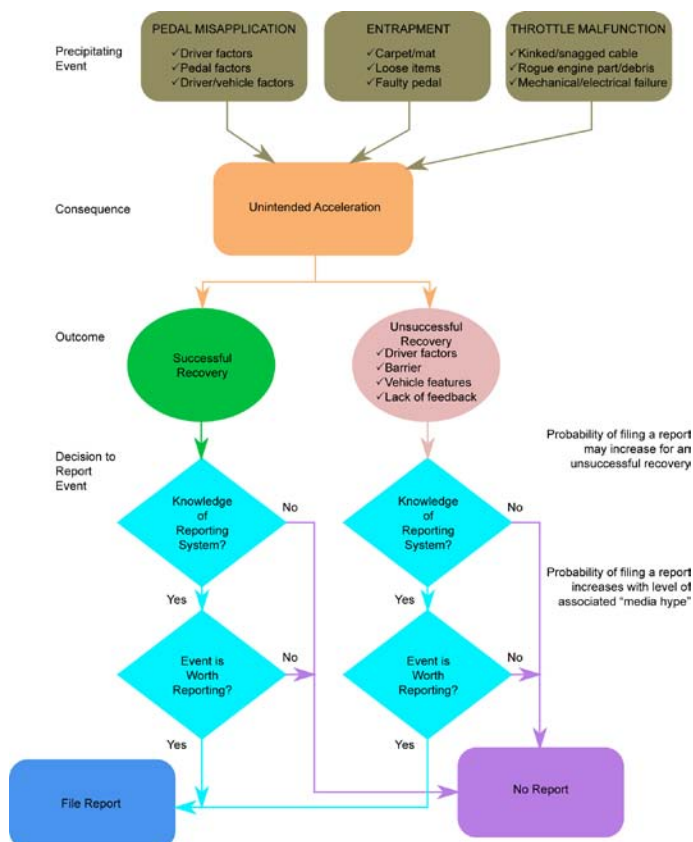 PEDAL MISAPPLICATION
✓Driver factors
✓Pedal factors
✓Driver/vehicle factors
ENTRAPMENT
✓Carpet/mat
✓Loose items
✓Faulty pedal
THROTTLE MALFUNCTION
✓Kinked/snagged cable
✓Rogue engine part/debris
✓Mechanical/electrical failure
Precipitating
Event
Consequence
Unintended Acceleration
Outcome
Successful
Recovery
Unsuccessful
Recovery
✓Driver factors
✓Barrier
✓Vehicle features
✓Lack of feedback
Probability of filing a report
may increase for an
unsuccessful recovery
Decision to
Report
Event
Knowledge
of
Reporting
System?
No
Yes
Knowledge
of
Reporting
System?
No
Yes
Probability of filing a report
increases with level of
associated “media hype”
Event is
Worth
Reporting?
No
Yes
Event is
Worth
Reporting?
No
Yes
File Report
No Report